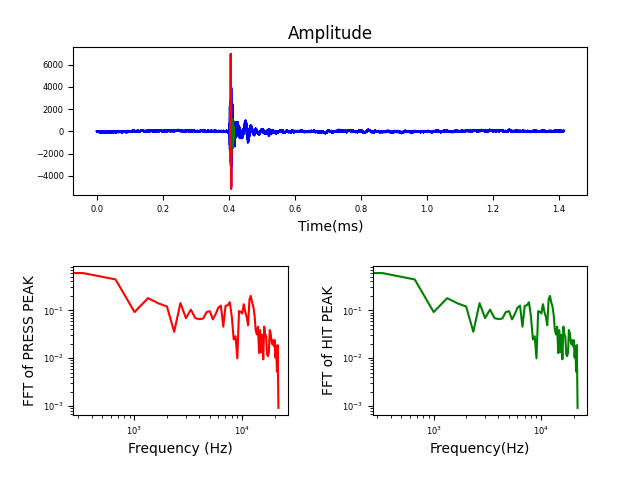 Amplitude
6000
4000
2000
0
−2000
−4000
0.0 0.2 0.4 0.6 0.8 1.0 1.2 1.4
Time(ms)
FFT of PRESS PEAK
10⁻¹
10⁻²
10⁻³
10³ 10⁴
Frequency (Hz)
FFT of HIT PEAK
10⁻¹
10⁻²
10⁻³
10³ 10⁴
Frequency(Hz)